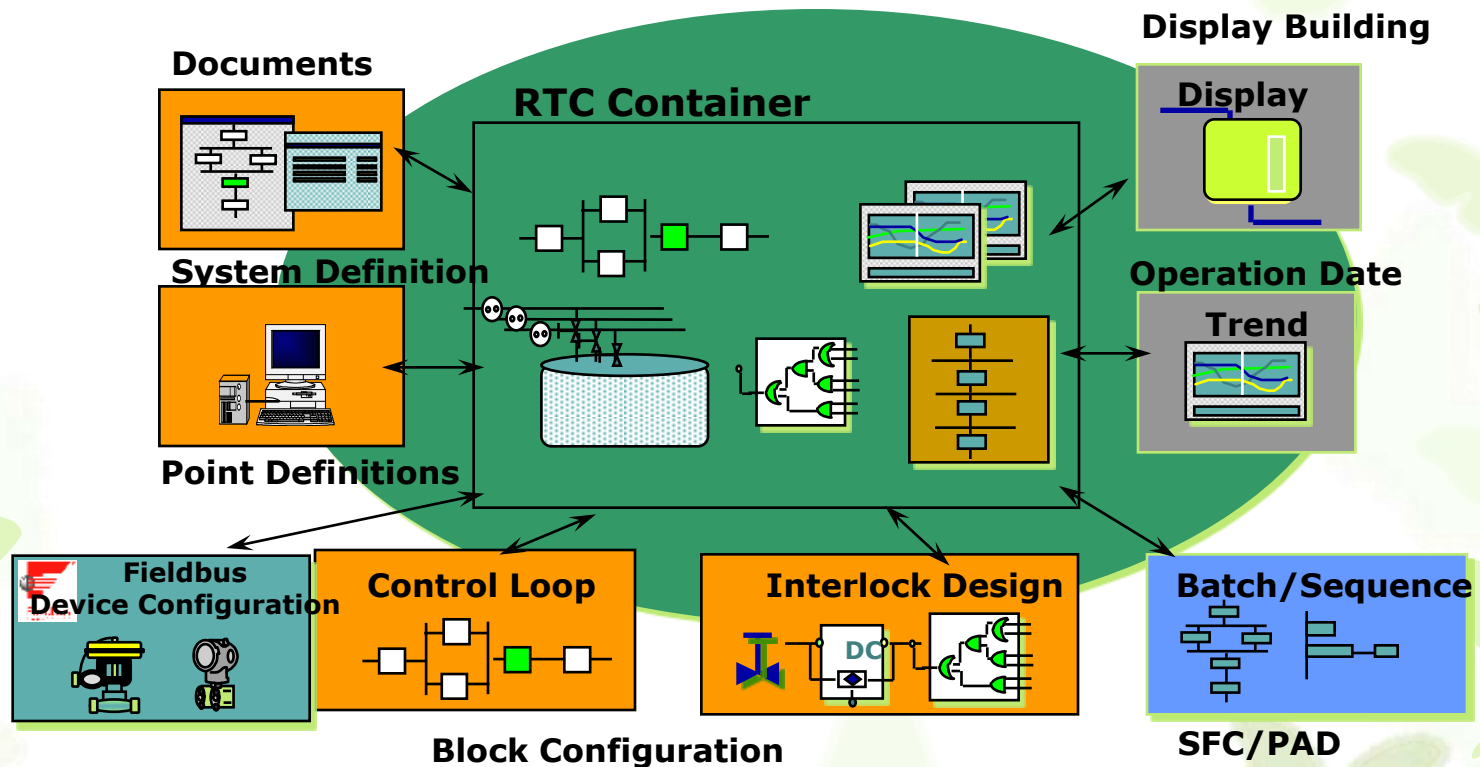 Display Building
Documents
RTC Container
Display
System Definition
Operation Date
Trend
Point Definitions
Fieldbus
Device Configuration
Control Loop
Interlock Design
DC
Batch/Sequence
Block Configuration
SFC/PAD